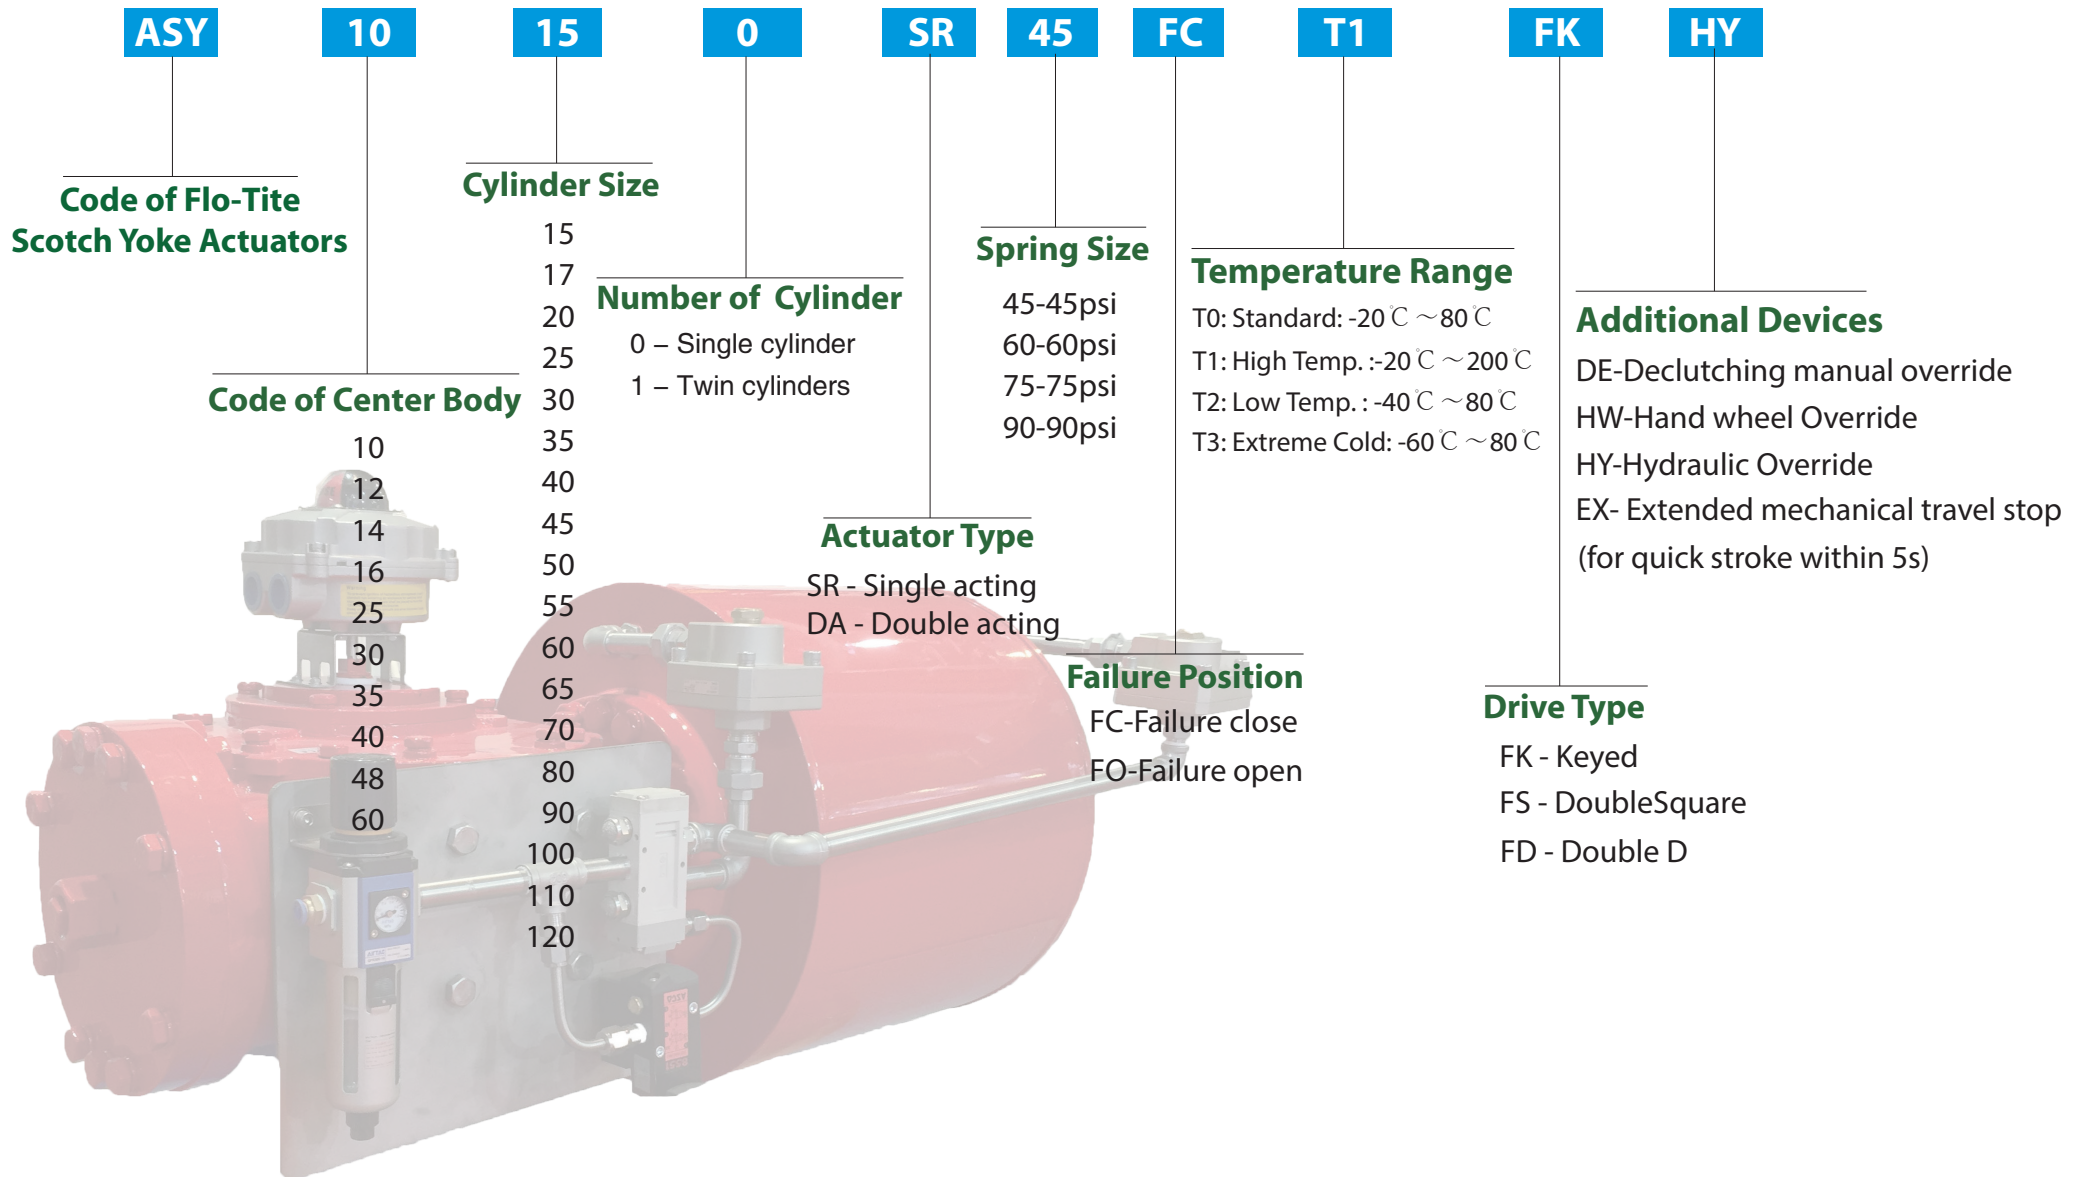 ASY 10 15 0 SR 45 FC T1 FK HY
Code of Flo-Tite
Scotch Yoke Actuators
Code of Center Body
10
12
14
16
25
30
35
40
48
60
Cylinder Size
15
17
20
25
30
35
40
45
50
55
60
65
70
80
90
100
110
120
Number of Cylinder
0 – Single cylinder
1 – Twin cylinders
Actuator Type
SR - Single acting
DA - Double acting
Spring Size
45-45psi
60-60psi
75-75psi
90-90psi
Failure Position
FC-Failure close
FO-Failure open
Temperature Range
T0: Standard: -20℃ ～80℃
T1: High Temp. :-20℃ ～200℃
T2: Low Temp. : -40℃ ～80℃
T3: Extreme Cold: -60℃ ～80℃
Drive Type
FK - Keyed
FS - DoubleSquare
FD - Double D
Additional Devices
DE-Declutching manual override
HW-Hand wheel Override
HY-Hydraulic Override
EX- Extended mechanical travel stop
(for quick stroke within 5s)